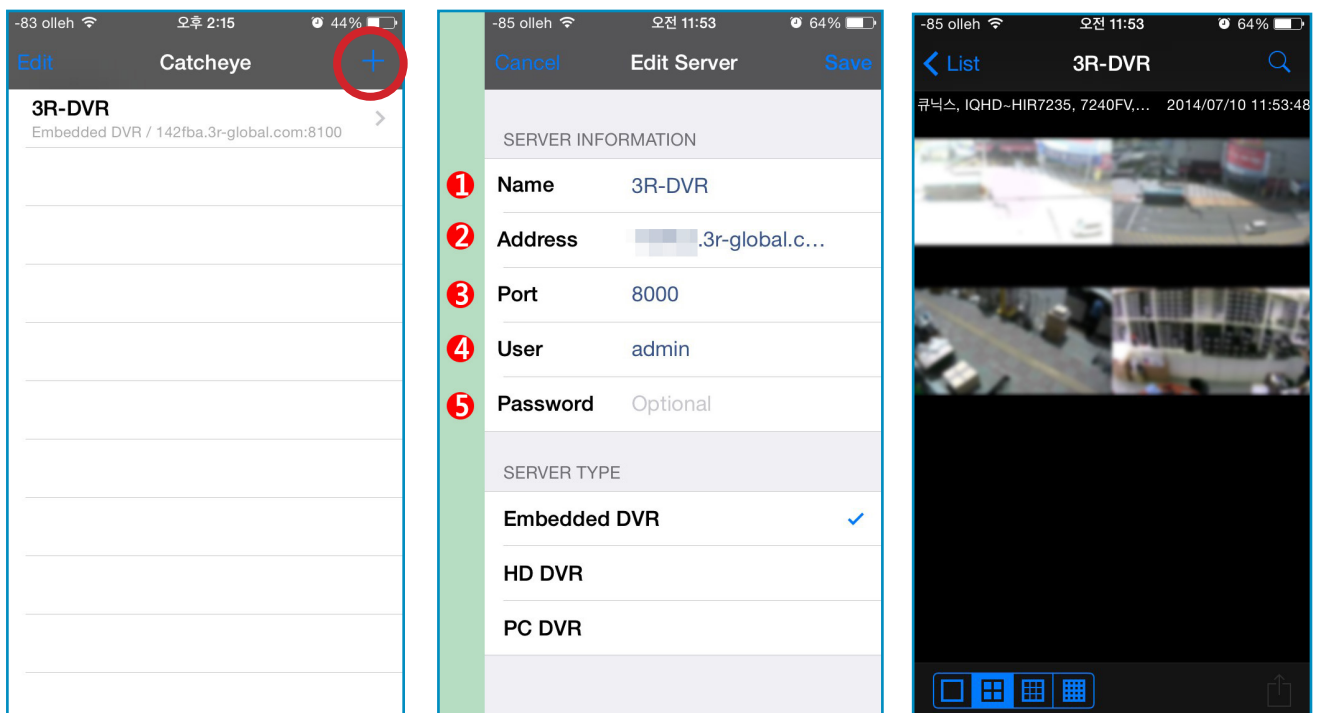 -83 olleh 오후 2:15 44%
Edit Catcheye +
3R-DVR
Embedded DVR / 142fba.3r-global.com:8100
-85 olleh 오전 11:53 64%
Cancel Edit Server Save
SERVER INFORMATION
1 Name 3R-DVR
2 Address .3r-global.c...
3 Port 8000
4 User admin
5 Password Optional
SERVER TYPE
Embedded DVR
HD DVR
PC DVR
-85 olleh 오전 11:53 64%
List 3R-DVR
큐닉스, IQHD~HIR7235, 7240FV,... 2014/07/10 11:53:48